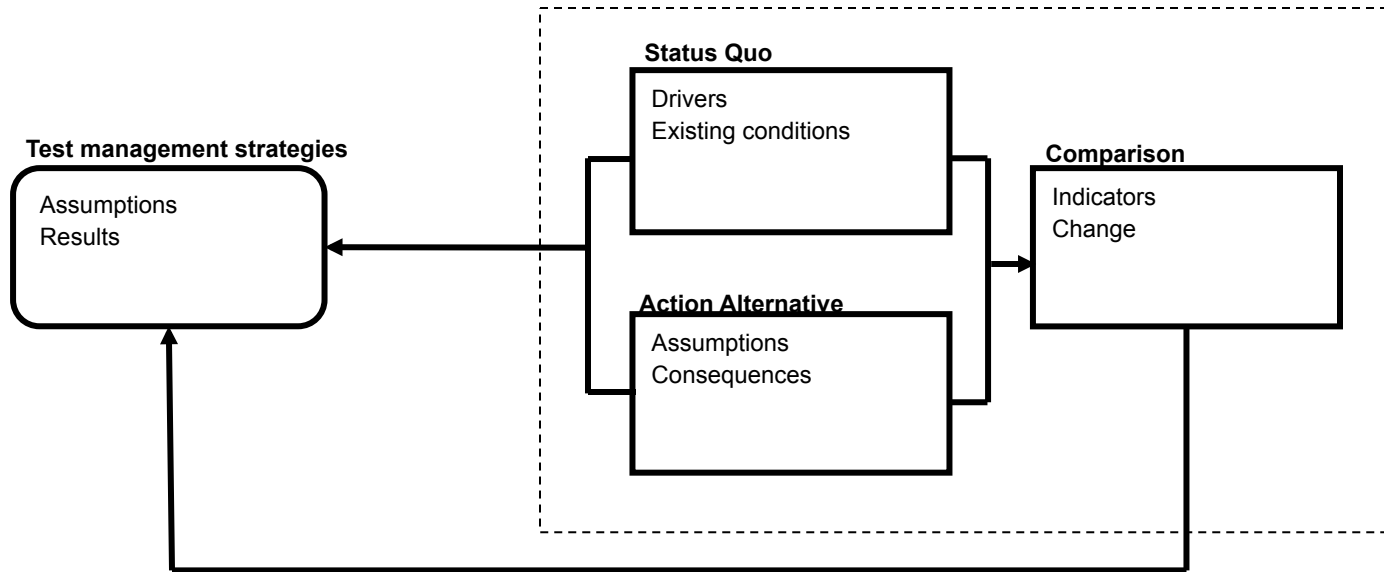 Test management strategies
Assumptions
Results
Status Quo
Drivers
Existing conditions
Action Alternative
Assumptions
Consequences
Comparison
Indicators
Change